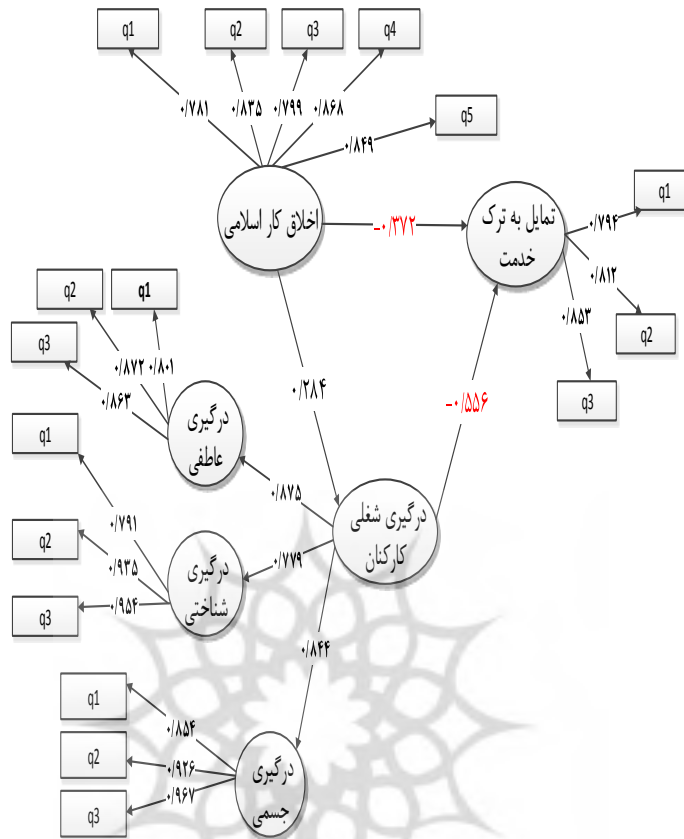 q1
q2
q3
q4
q5
۰/۷۸۱
۰/۸۳۵
۰/۷۹۹
۰/۸۶۸
۰/۸۴۹
اخلاق کار اسلامی
-۰/۳۷۲
تمایل به ترک
خدمت
q1
۰/۷۹۴
۰/۸۱۲
۰/۸۵۳
q2
q3
۰/۲۸۴
-۰/۵۵۶
q2
q1
q3
۰/۸۷۲
۰/۸۰۱
۰/۸۶۳
درگیری
عاطفی
۰/۸۷۵
q1
۰/۷۹۱
q2
۰/۹۳۵
q3
۰/۹۵۴
درگیری
شناختی
۰/۷۷۹
درگیری شغلی
کارکنان
۰/۸۴۴
q1
۰/۸۵۴
q2
۰/۹۲۶
q3
۰/۹۶۷
درگیری
جسمی